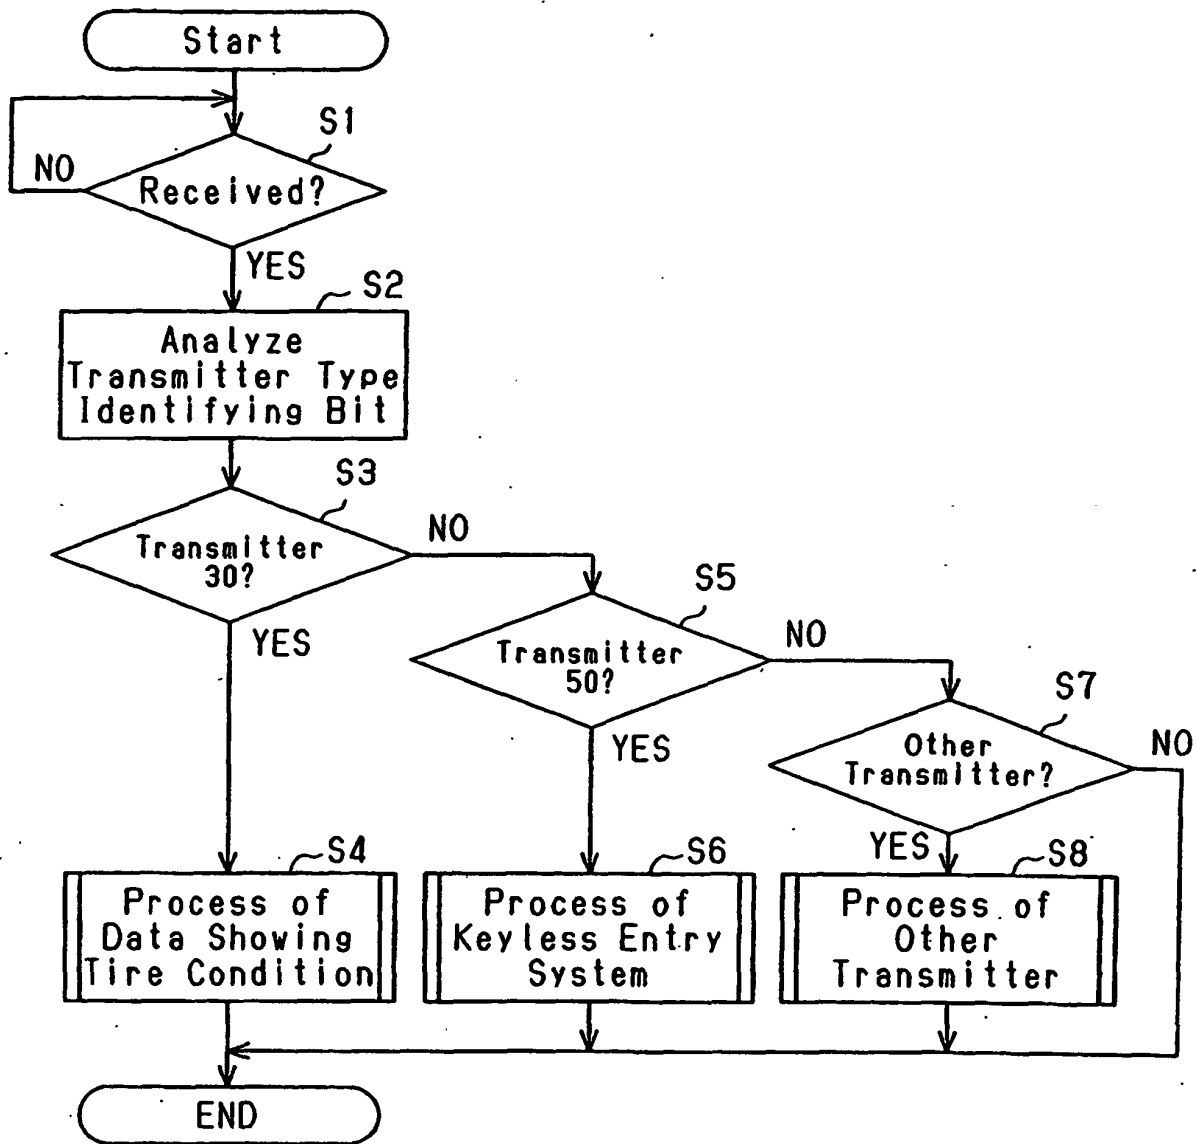 Start
S1
NO
Received?
YES
S2
Analyze
Transmitter Type
Identifying Bit
S3
NO
Transmitter
30?
YES
S5
NO
Transmitter
50?
YES
S7
NO
Other
Transmitter?
YES
S4
Process of
Data Showing
Tire Condition
S6
Process of
Keyless Entry
System
S8
Process of
Other
Transmitter
END